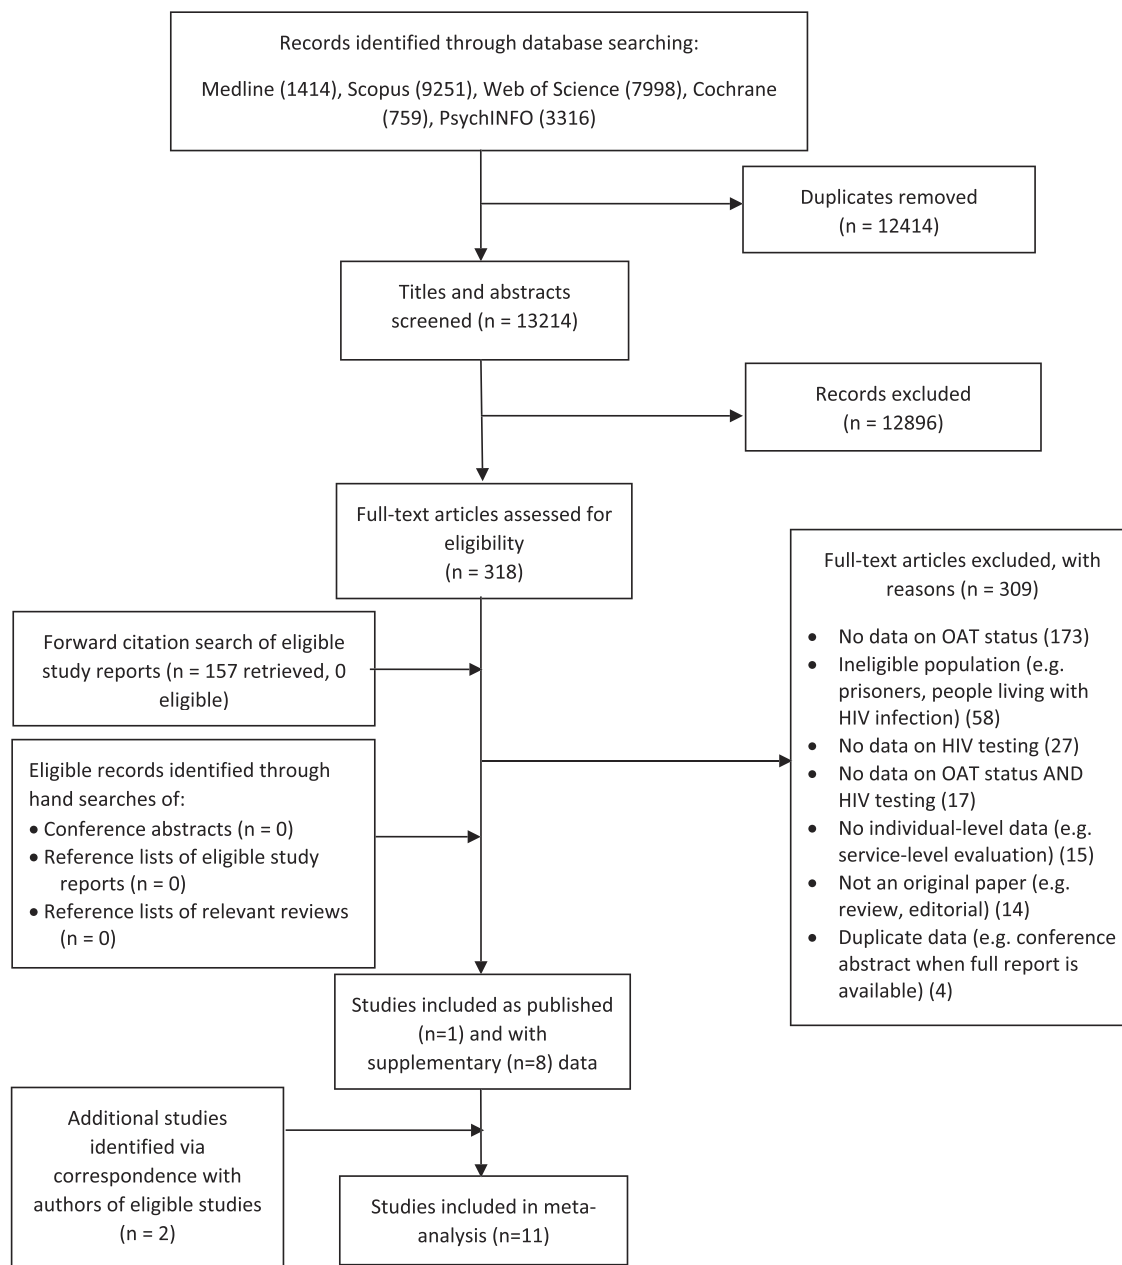 Records identified through database searching:
Medline (1414), Scopus (9251), Web of Science (7998), Cochrane
(759), PsychINFO (3316)
Duplicates removed
(n = 12414)
Titles and abstracts
screened (n = 13214)
Records excluded
(n = 12896)
Full-text articles assessed for
eligibility
(n = 318)
Full-text articles excluded, with
reasons (n = 309)
• No data on OAT status (173)
• Ineligible population (e.g.
prisoners, people living with
HIV infection) (58)
• No data on HIV testing (27)
• No data on OAT status AND
HIV testing (17)
• No individual-level data (e.g.
service-level evaluation) (15)
• Not an original paper (e.g.
review, editorial) (14)
• Duplicate data (e.g. conference
abstract when full report is
available) (4)
Forward citation search of eligible
study reports (n = 157 retrieved, 0
eligible)
Eligible records identified through
hand searches of:
• Conference abstracts (n = 0)
• Reference lists of eligible study
reports (n = 0)
• Reference lists of relevant reviews
(n = 0)
Studies included as published
(n=1) and with
supplementary (n=8) data
Additional studies
identified via
correspondence with
authors of eligible studies
(n = 2)
Studies included in meta-
analysis (n=11)